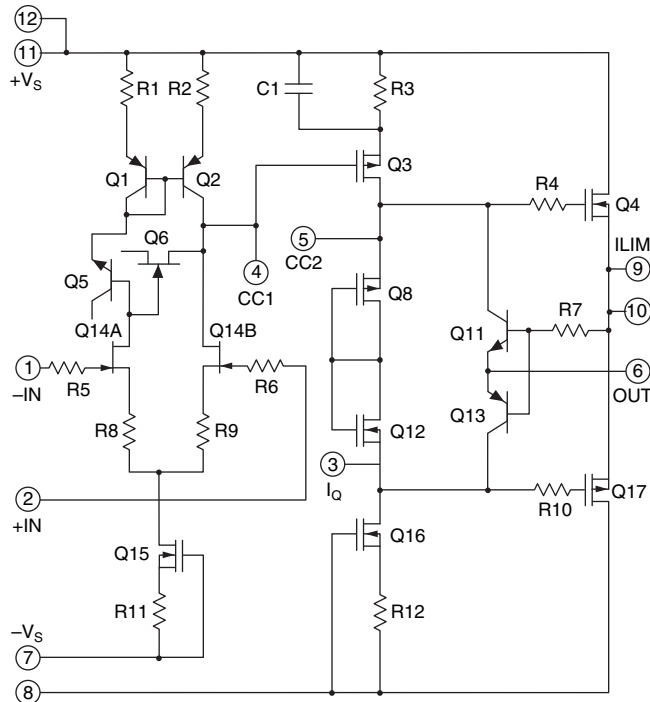 12
11
+VS
R1
R2
C1
R3
Q1
Q2
Q3
R4
Q4
Q6
5
CC2
ILIM
9
4
CC1
Q5
Q8
10
Q14A
Q14B
Q11
R7
1
–IN
R5
R6
6
OUT
Q13
R8
R9
Q12
3
IQ
2
+IN
R10
Q17
Q15
Q16
R11
R12
–VS
7
8